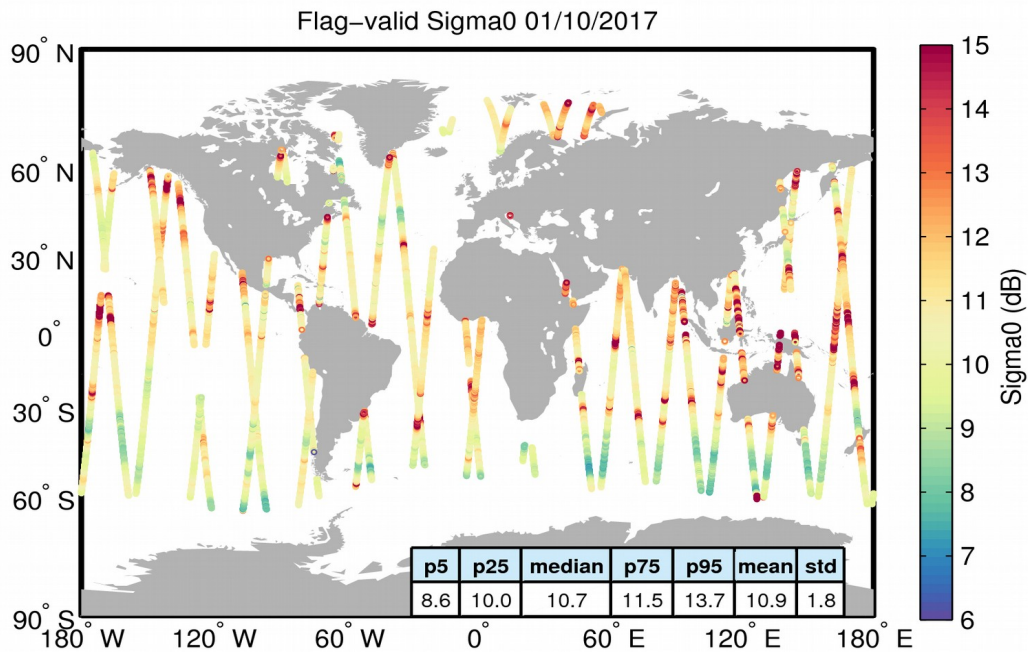 Flag−valid Sigma0 01/10/2017
90° N
60° N
30° N
0°
30° S
60° S
90° S
180° W
120° W
60° W
0°
60° E
120° E
180° E
p5 p25 median p75 p95 mean std
8.6 10.0 10.7 11.5 13.7 10.9 1.8
15
14
13
12
11
10
9
8
7
6
Sigma0 (dB)